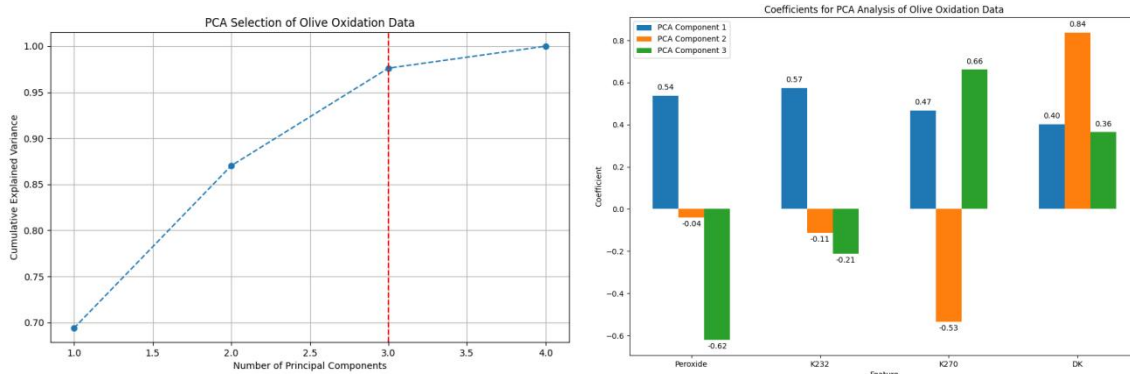 PCA Selection of Olive Oxidation Data
Cumulative Explained Variance
1.00
0.95
0.90
0.85
0.80
0.75
0.70
1.0 1.5 2.0 2.5 3.0 3.5 4.0
Number of Principal Components
Coefficients for PCA Analysis of Olive Oxidation Data
PCA Component 1
PCA Component 2
PCA Component 3
Coefficient
0.8
0.6
0.4
0.2
0.0
−0.2
−0.4
−0.6
0.54
-0.04
-0.62
0.57
-0.11
-0.21
0.47
-0.53
0.66
0.40
0.84
0.36
Peroxide K232 K270 DK